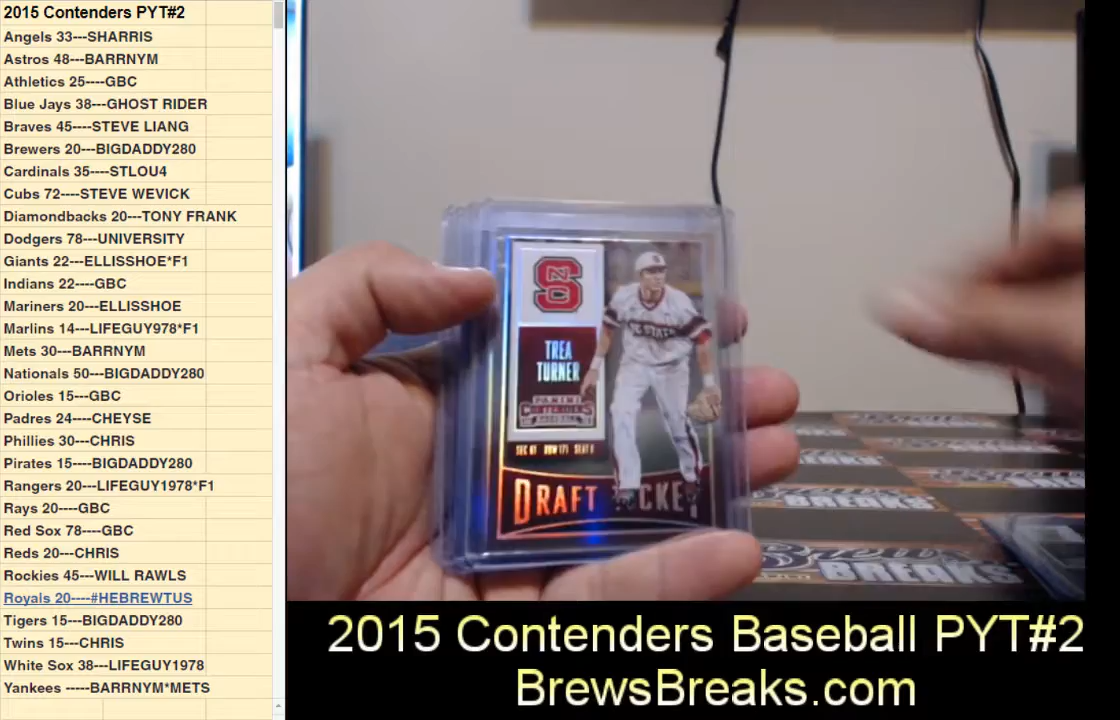 2015 Contenders PYT#2
Angels 33---SHARRIS
Astros 48---BARRNYM
Athletics 25----GBC
Blue Jays 38---GHOST RIDER
Braves 45----STEVE LIANG
Brewers 20---BIGDADDY280
Cardinals 35----STLOU4
Cubs 72----STEVE WEVICK
Diamondbacks 20---TONY FRANK
Dodgers 78---UNIVERSITY
Giants 22---ELLISSHOE*F1
Indians 22----GBC
Mariners 20----ELLISSHOE
Marlins 14---LIFEGUY978*F1
Mets 30---BARRNYM
Nationals 50---BIGDADDY280
Orioles 15----GBC
Padres 24----CHEYSE
Phillies 30---CHRIS
Pirates 15----BIGDADDY280
Rangers 20---LIFEGUY1978*F1
Rays 20----GBC
Red Sox 78----GBC
Reds 20---CHRIS
Rockies 45---WILL RAWLS
Royals 20----#HEBREWTUS
Tigers 15---BIGDADDY280
Twins 15----CHRIS
White Sox 38---LIFEGUY1978
Yankees -----BARRNYM*METS
TREA
TURNER
PANINI
CONTENDERS
DRAFT TICKET
BREAKS
BREAKS
2015 Contenders Baseball PYT#2
BrewsBreaks.com